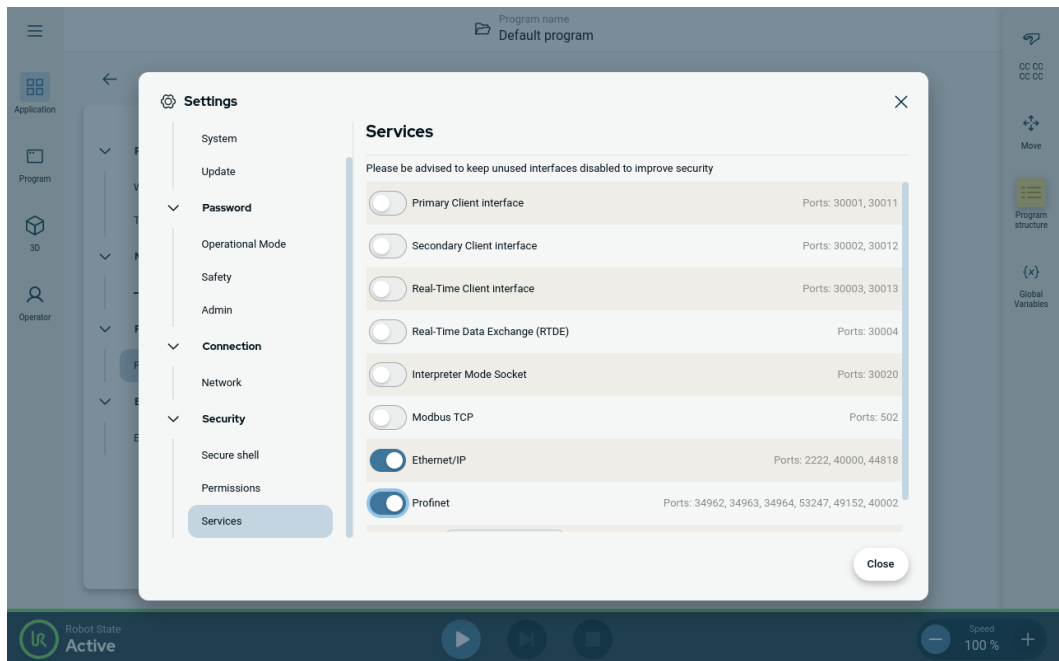 Program name
Default program
Application
Program
3D
Operator
CC CC
CC CC
Move
Program
structure
{x}
Global
Variables
Settings
System
Update
Password
Operational Mode
Safety
Admin
Connection
Network
Security
Secure shell
Permissions
Services
Services
Please be advised to keep unused interfaces disabled to improve security
Primary Client interface Ports: 30001, 30011
Secondary Client interface Ports: 30002, 30012
Real-Time Client interface Ports: 30003, 30013
Real-Time Data Exchange (RTDE) Ports: 30004
Interpreter Mode Socket Ports: 30020
Modbus TCP Ports: 502
Ethernet/IP Ports: 2222, 40000, 44818
Profinet Ports: 34962, 34963, 34964, 53247, 49152, 40002
Close
Robot State
Active
Speed
100 %